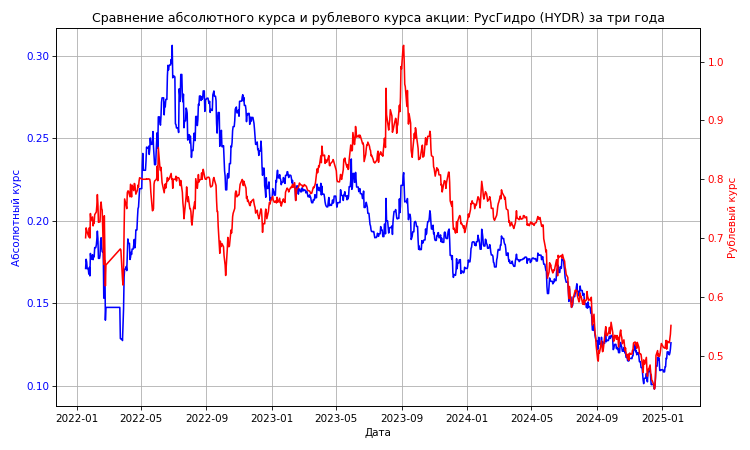 Сравнение абсолютного курса и рублевого курса акции: РусГидро (HYDR) за три года
0.30
0.25
0.20
0.15
0.10
Абсолютный курс
1.0
0.9
0.8
0.7
0.6
0.5
Рублевый курс
2022-01 2022-05 2022-09 2023-01 2023-05 2023-09 2024-01 2024-05 2024-09 2025-01
Дата